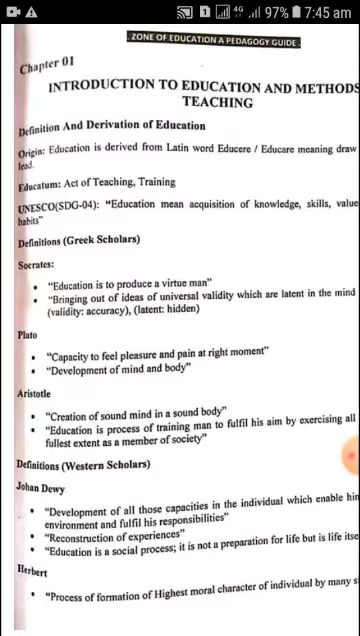 4G 97% 7:45 am
ZONE OF EDUCATION A PEDAGOGY GUIDE
Chapter 01
INTRODUCTION TO EDUCATION AND METHODS
TEACHING
Definition And Derivation of Education
Origin: Education is derived from Latin word Educere / Educare meaning draw
lead.
Educatum: Act of Teaching, Training
UNESCO(SDG-04): “Education mean acquisition of knowledge, skills, value
habits”
Definitions (Greek Scholars)
Socrates:
• “Education is to produce a virtue man”
• “Bringing out of ideas of universal validity which are latent in the mind
(validity: accuracy), (latent: hidden)
Plato
• “Capacity to feel pleasure and pain at right moment”
• “Development of mind and body”
Aristotle
• “Creation of sound mind in a sound body”
• “Education is process of training man to fulfil his aim by exercising all
fullest extent as a member of society”
Definitions (Western Scholars)
Johan Dewy
• “Development of all those capacities in the individual which enable him
environment and fulfil his responsibilities”
• “Reconstruction of experiences”
• “Education is a social process; it is not a preparation for life but is life itse
Herbert
• “Process of formation of Highest moral character of individual by many s